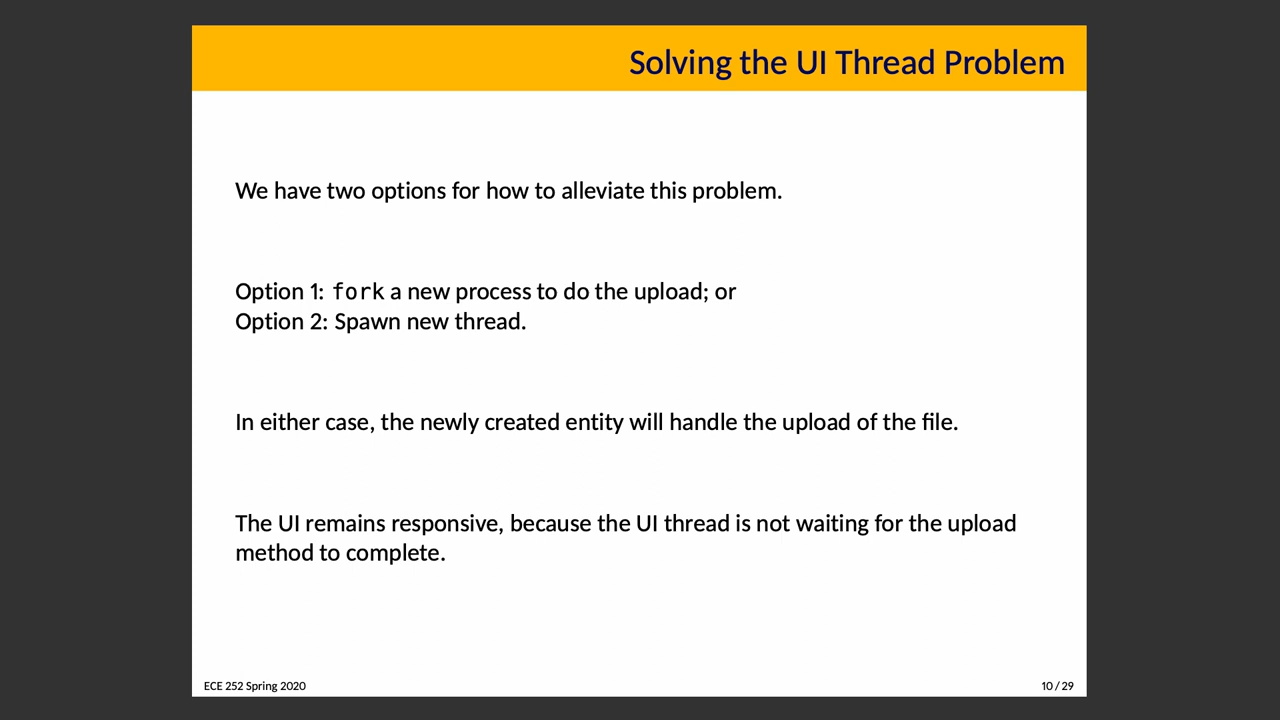 Solving the UI Thread Problem
We have two options for how to alleviate this problem.
Option 1: fork a new process to do the upload; or
Option 2: Spawn new thread.
In either case, the newly created entity will handle the upload of the file.
The UI remains responsive, because the UI thread is not waiting for the upload
method to complete.
ECE 252 Spring 2020
10 / 29